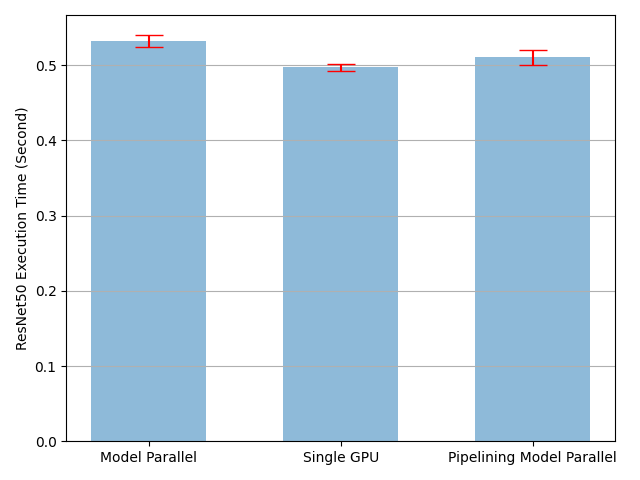 ResNet50 Execution Time (Second)
0.5
0.4
0.3
0.2
0.1
0.0
Model Parallel
Single GPU
Pipelining Model Parallel